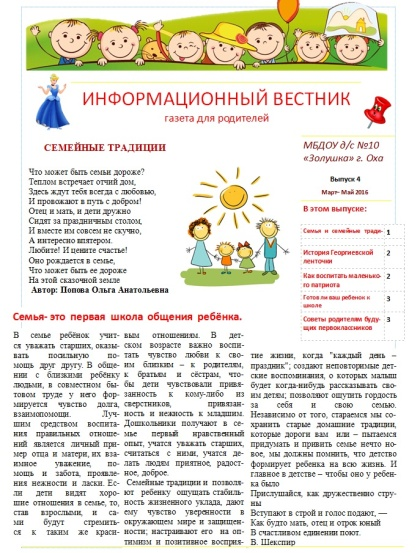 ИНФОРМАЦИОННЫЙ ВЕСТНИК
газета для родителей
СЕМЕЙНЫЕ ТРАДИЦИИ
Что может быть семьи дороже?
Теплом встречает отчий дом,
Здесь ждут тебя всегда с любовью,
И провожают в путь с добром!
Отец и мать, и дети дружно
Сидят за праздничным столом,
И вместе им совсем не скучно,
А интересно впятером.
Любите! И цените счастье!
Оно рождается в семье,
Что может быть ее дороже
На этой сказочной земле
Автор: Попова Ольга Анатольевна
МБДОУ д/с №10
«Золушка» г. Оха
Выпуск 4
Март– Май 2016
В этом выпуске:
Семья и семейные тради- 1
История Георгиевской 2
ленточки
Как воспитать маленько- 2
го патриота
Готов ли ваш ребенок к 3
школе
Советы родителям буду- 3
щих первоклассников
Семья- это первая школа общения ребёнка.
В семье ребёнок учит-
ся уважать старших, оказы-
вать посильную по-
мощь друг другу. В обще-
нии с близкими ребёнку
людьми, в совместном бы-
товом труде у него фор-
мируется чувство долга,
взаимопомощи. Луч-
шим средством воспита-
ния правильных отноше-
ний является личный при-
мер отца и матери, их вза-
имное уважение, по-
мощь и забота, проявле-
ния нежности и ласки. Ес-
ли дети видят хоро-
шие отношения в семье, то,
став взрослыми, и са-
ми будут стремить-
ся к таким же краси-
вым отношениям. В дет-
ском возрасте важно воспи-
тать чувство любви к сво-
им близким – к родителям,
к братьям и сёстрам, что-
бы дети чувствовали привя-
занность к кому-либо из
сверстников, привязан-
ность и нежность к младшим.
Дошкольники получают в се-
мье первый нравственный
опыт, учатся уважать старших,
считаться с ними, учатся де-
лать людям приятное, радост-
ное, доброе.
Семейные традиции и позволя-
ют ребенку ощущать стабиль-
ность жизненного уклада, дают
ему чувство уверенности в
окружающем мире и защищен-
ности; настраивают его на оп-
тимизм и позитивное восприя-
тие жизни, когда "каждый день –
праздник"; создают неповторимые дет-
ские воспоминания, о которых малыш
будет когда-нибудь рассказывать сво-
им детям, позволяют ощутить гордость
за себя и свою семью.
Независимо от того, стараемся мы со-
хранить старые домашние традиции,
которые дороги вам или – пытаемся
придумать и привить семье нечто но-
вое, мы должны помнить, что детство
формирует ребенка на всю жизнь. И
главное в детстве – чтобы оно у ребен-
ка было
Прислушайся, как дружественно стру-
ны
Вступают в строй и голос подают, —
Как будто мать, отец и отрок юный
В счастливом единении поют.
В. Шекспир